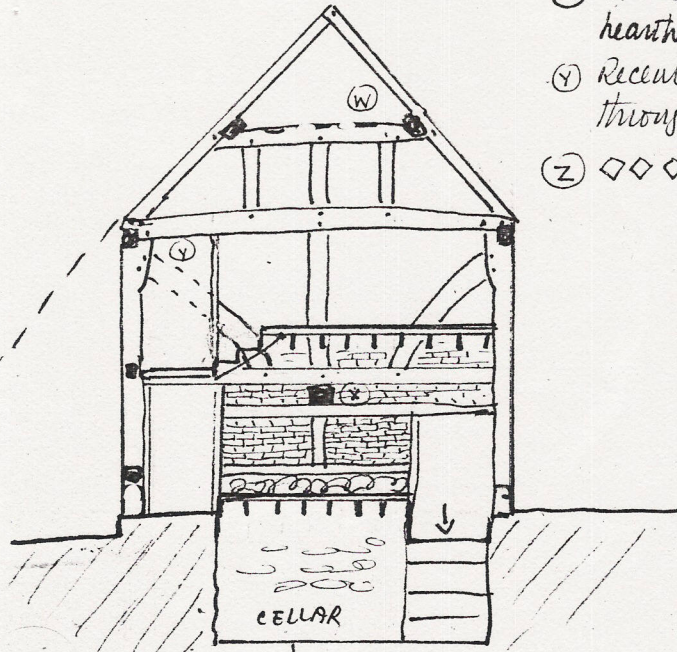 hearth
Ⓨ Recent
throug
Ⓩ ◇◇◇
Ⓦ
Ⓨ
Ⓧ
CELLAR